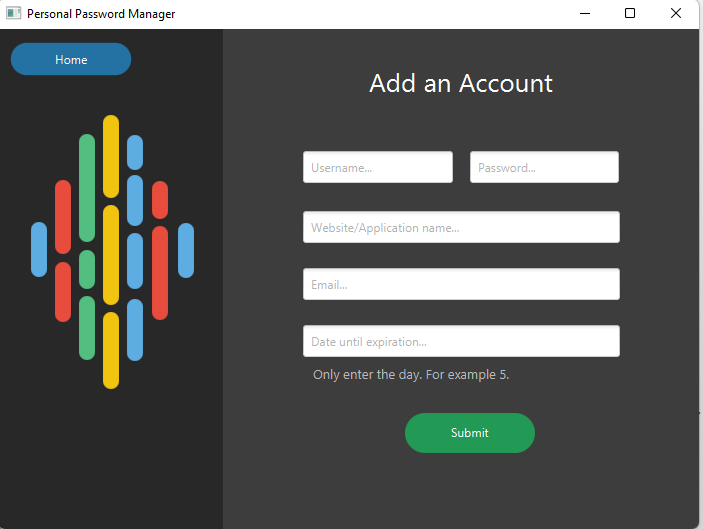 Personal Password Manager
Home
Add an Account
Username...
Password...
Website/Application name...
Email...
Date until expiration...
Only enter the day. For example 5.
Submit